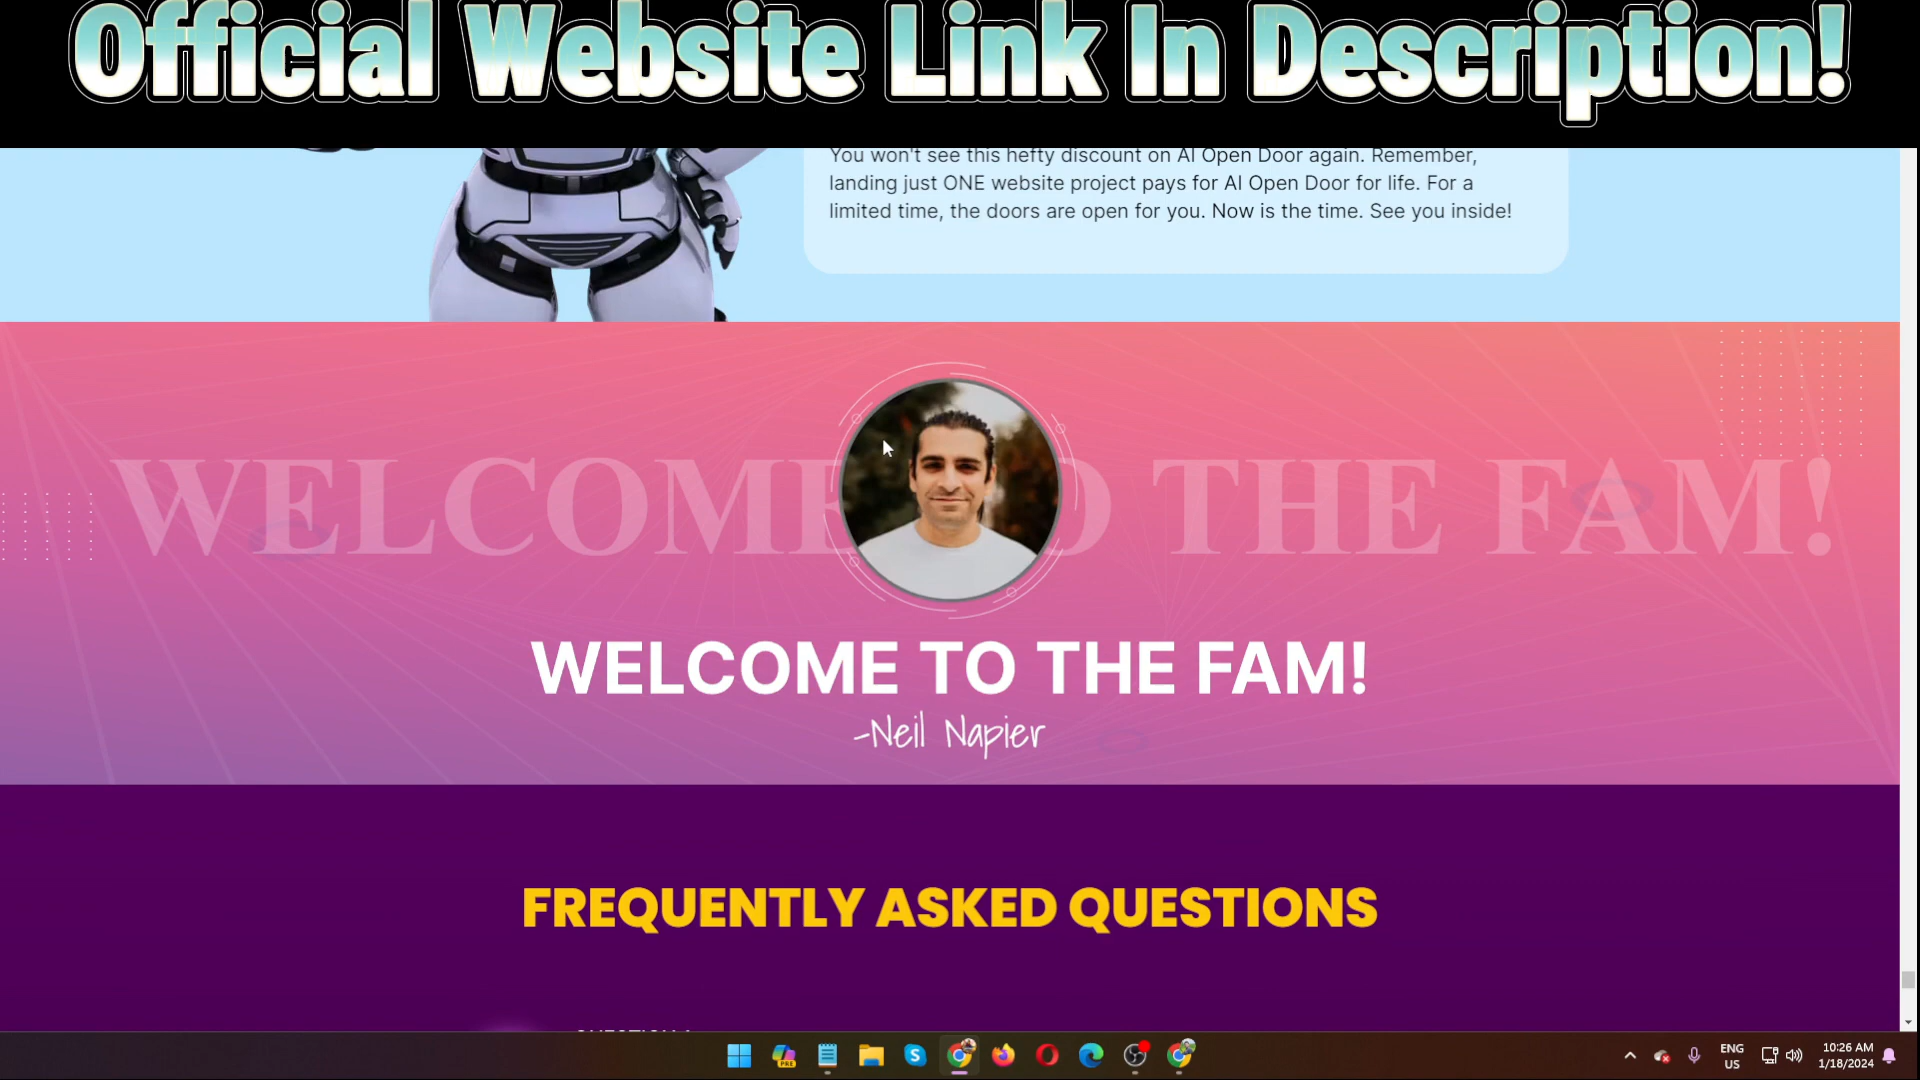 Official Website Link In Description!
You won't see this hefty discount on AI Open Door again. Remember,
landing just ONE website project pays for AI Open Door for life. For a
limited time, the doors are open for you. Now is the time. See you inside!
WELCOME TO THE FAM!
WELCOME TO THE FAM!
-Neil Napier
FREQUENTLY ASKED QUESTIONS
PRE
ENG
US
10:26 AM
1/18/2024